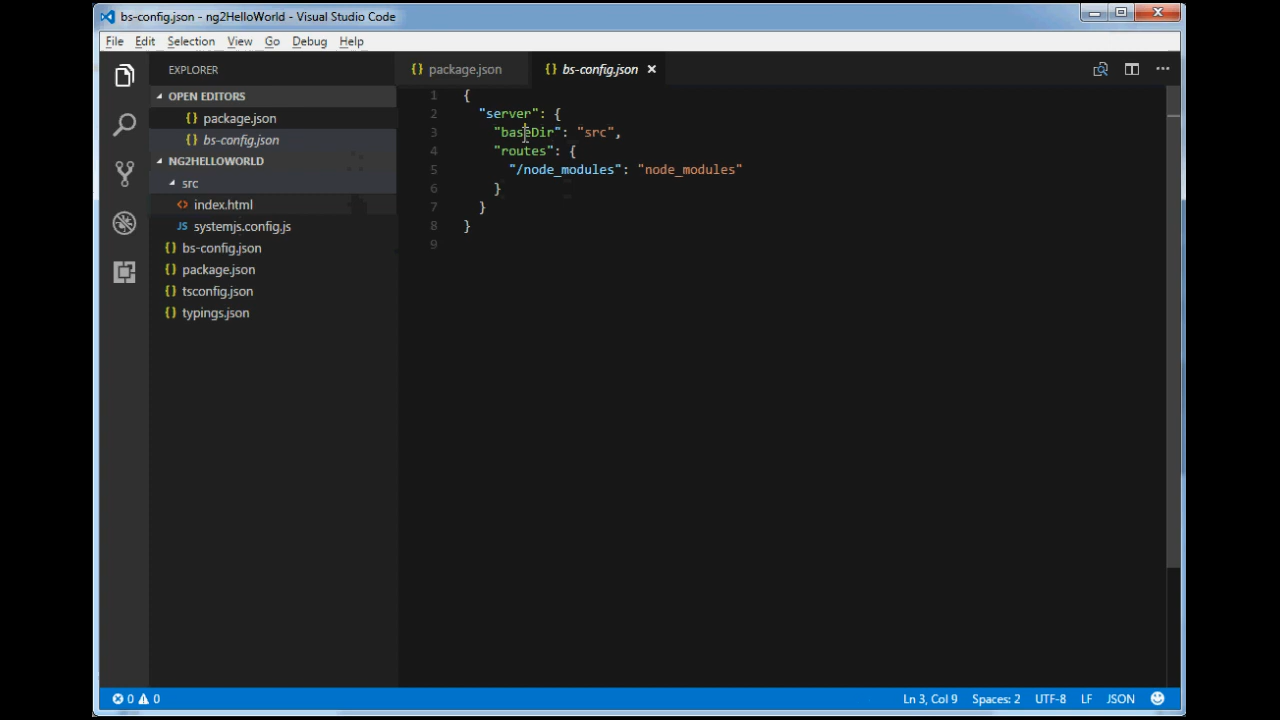 bs-config.json - ng2HelloWorld - Visual Studio Code
File Edit Selection View Go Debug Help
EXPLORER
OPEN EDITORS
{} package.json
{} bs-config.json
NG2HELLOWORLD
src
<> index.html
JS systemjs.config.js
{} bs-config.json
{} package.json
{} tsconfig.json
{} typings.json
{} package.json {} bs-config.json
1 {
2 "server": {
3 "baseDir": "src",
4 "routes": {
5 "/node_modules": "node_modules"
6 }
7 }
8 }
9
0 0 Ln 3, Col 9 Spaces: 2 UTF-8 LF JSON